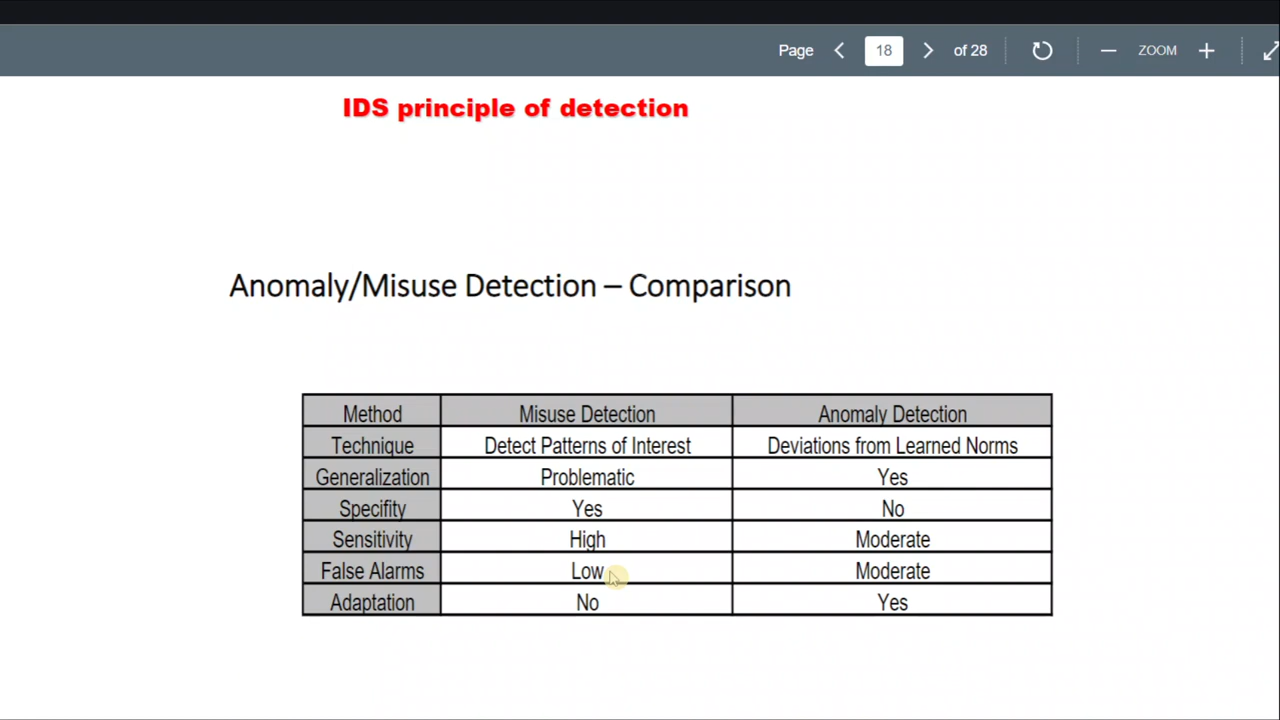 Page 18 of 28 ZOOM
IDS principle of detection
Anomaly/Misuse Detection – Comparison
Method Misuse Detection Anomaly Detection
Technique Detect Patterns of Interest Deviations from Learned Norms
Generalization Problematic Yes
Specifity Yes No
Sensitivity High Moderate
False Alarms Low Moderate
Adaptation No Yes